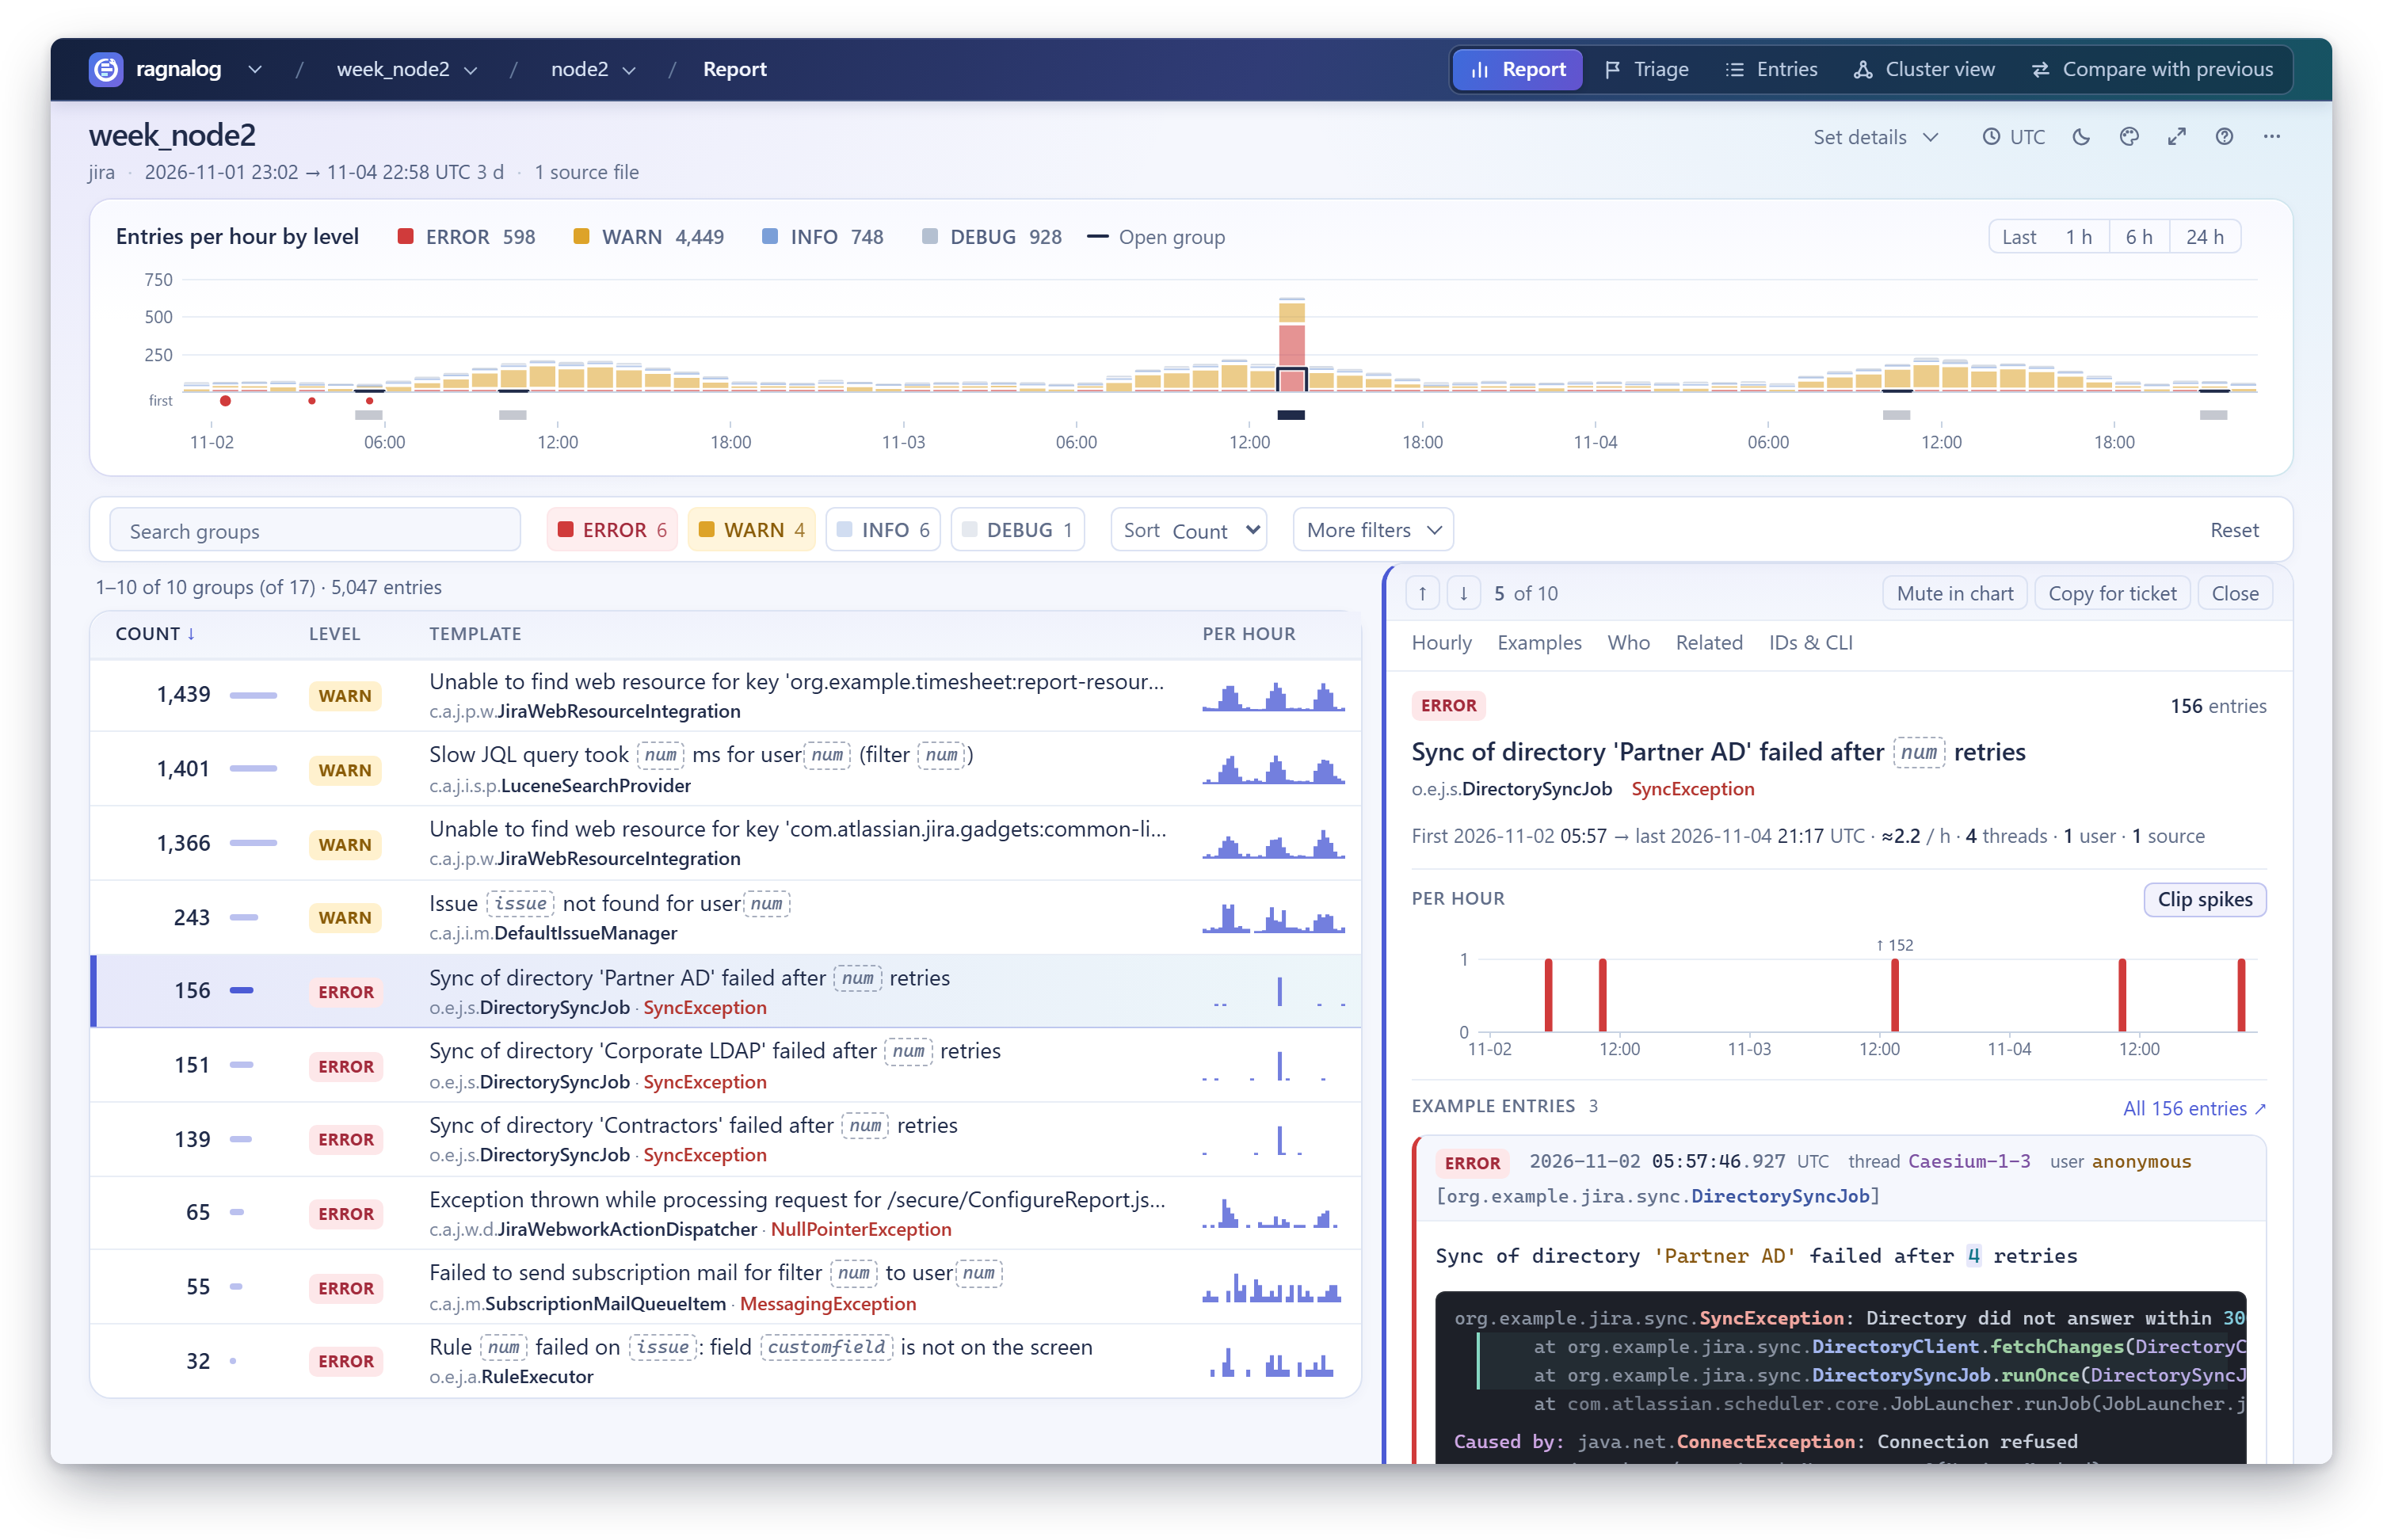 ragnalog / week_node2 / node2 / Report
Report Triage Entries Cluster view Compare with previous
week_node2
Set details UTC
jira · 2026-11-01 23:02 → 11-04 22:58 UTC 3 d · 1 source file
Entries per hour by level ERROR 598 WARN 4,449 INFO 748 DEBUG 928 Open group
Last 1 h 6 h 24 h
750
500
250
first
11-02 06:00 12:00 18:00 11-03 06:00 12:00 18:00 11-04 06:00 12:00 18:00
Search groups ERROR 6 WARN 4 INFO 6 DEBUG 1 Sort Count More filters Reset
1–10 of 10 groups (of 17) · 5,047 entries
COUNT ↓ LEVEL TEMPLATE PER HOUR
1,439 WARN Unable to find web resource for key 'org.example.timesheet:report-resour...
c.a.j.p.w.JiraWebResourceIntegration
1,401 WARN Slow JQL query took num ms for user num (filter num)
c.a.j.i.s.p.LuceneSearchProvider
1,366 WARN Unable to find web resource for key 'com.atlassian.jira.gadgets:common-li...
c.a.j.p.w.JiraWebResourceIntegration
243 WARN Issue issue not found for user num
c.a.j.i.m.DefaultIssueManager
156 ERROR Sync of directory 'Partner AD' failed after num retries
o.e.j.s.DirectorySyncJob · SyncException
151 ERROR Sync of directory 'Corporate LDAP' failed after num retries
o.e.j.s.DirectorySyncJob · SyncException
139 ERROR Sync of directory 'Contractors' failed after num retries
o.e.j.s.DirectorySyncJob · SyncException
65 ERROR Exception thrown while processing request for /secure/ConfigureReport.js...
c.a.j.w.d.JiraWebworkActionDispatcher · NullPointerException
55 ERROR Failed to send subscription mail for filter num to user num
c.a.j.m.SubscriptionMailQueueItem · MessagingException
32 ERROR Rule num failed on issue: field customfield is not on the screen
o.e.j.a.RuleExecutor
↑ ↓ 5 of 10 Mute in chart Copy for ticket Close
Hourly Examples Who Related IDs & CLI
ERROR 156 entries
Sync of directory 'Partner AD' failed after num retries
o.e.j.s.DirectorySyncJob SyncException
First 2026-11-02 05:57 → last 2026-11-04 21:17 UTC · ≈2.2 / h · 4 threads · 1 user · 1 source
PER HOUR Clip spikes
↑ 152
1
0
11-02 12:00 11-03 12:00 11-04 12:00
EXAMPLE ENTRIES 3 All 156 entries ↗
ERROR 2026-11-02 05:57:46.927 UTC thread Caesium-1-3 user anonymous
[org.example.jira.sync.DirectorySyncJob]
Sync of directory 'Partner AD' failed after 4 retries
org.example.jira.sync.SyncException: Directory did not answer within 30
at org.example.jira.sync.DirectoryClient.fetchChanges(DirectoryC
at org.example.jira.sync.DirectorySyncJob.runOnce(DirectorySyncJ
at com.atlassian.scheduler.core.JobLauncher.runJob(JobLauncher.j
Caused by: java.net.ConnectException: Connection refused